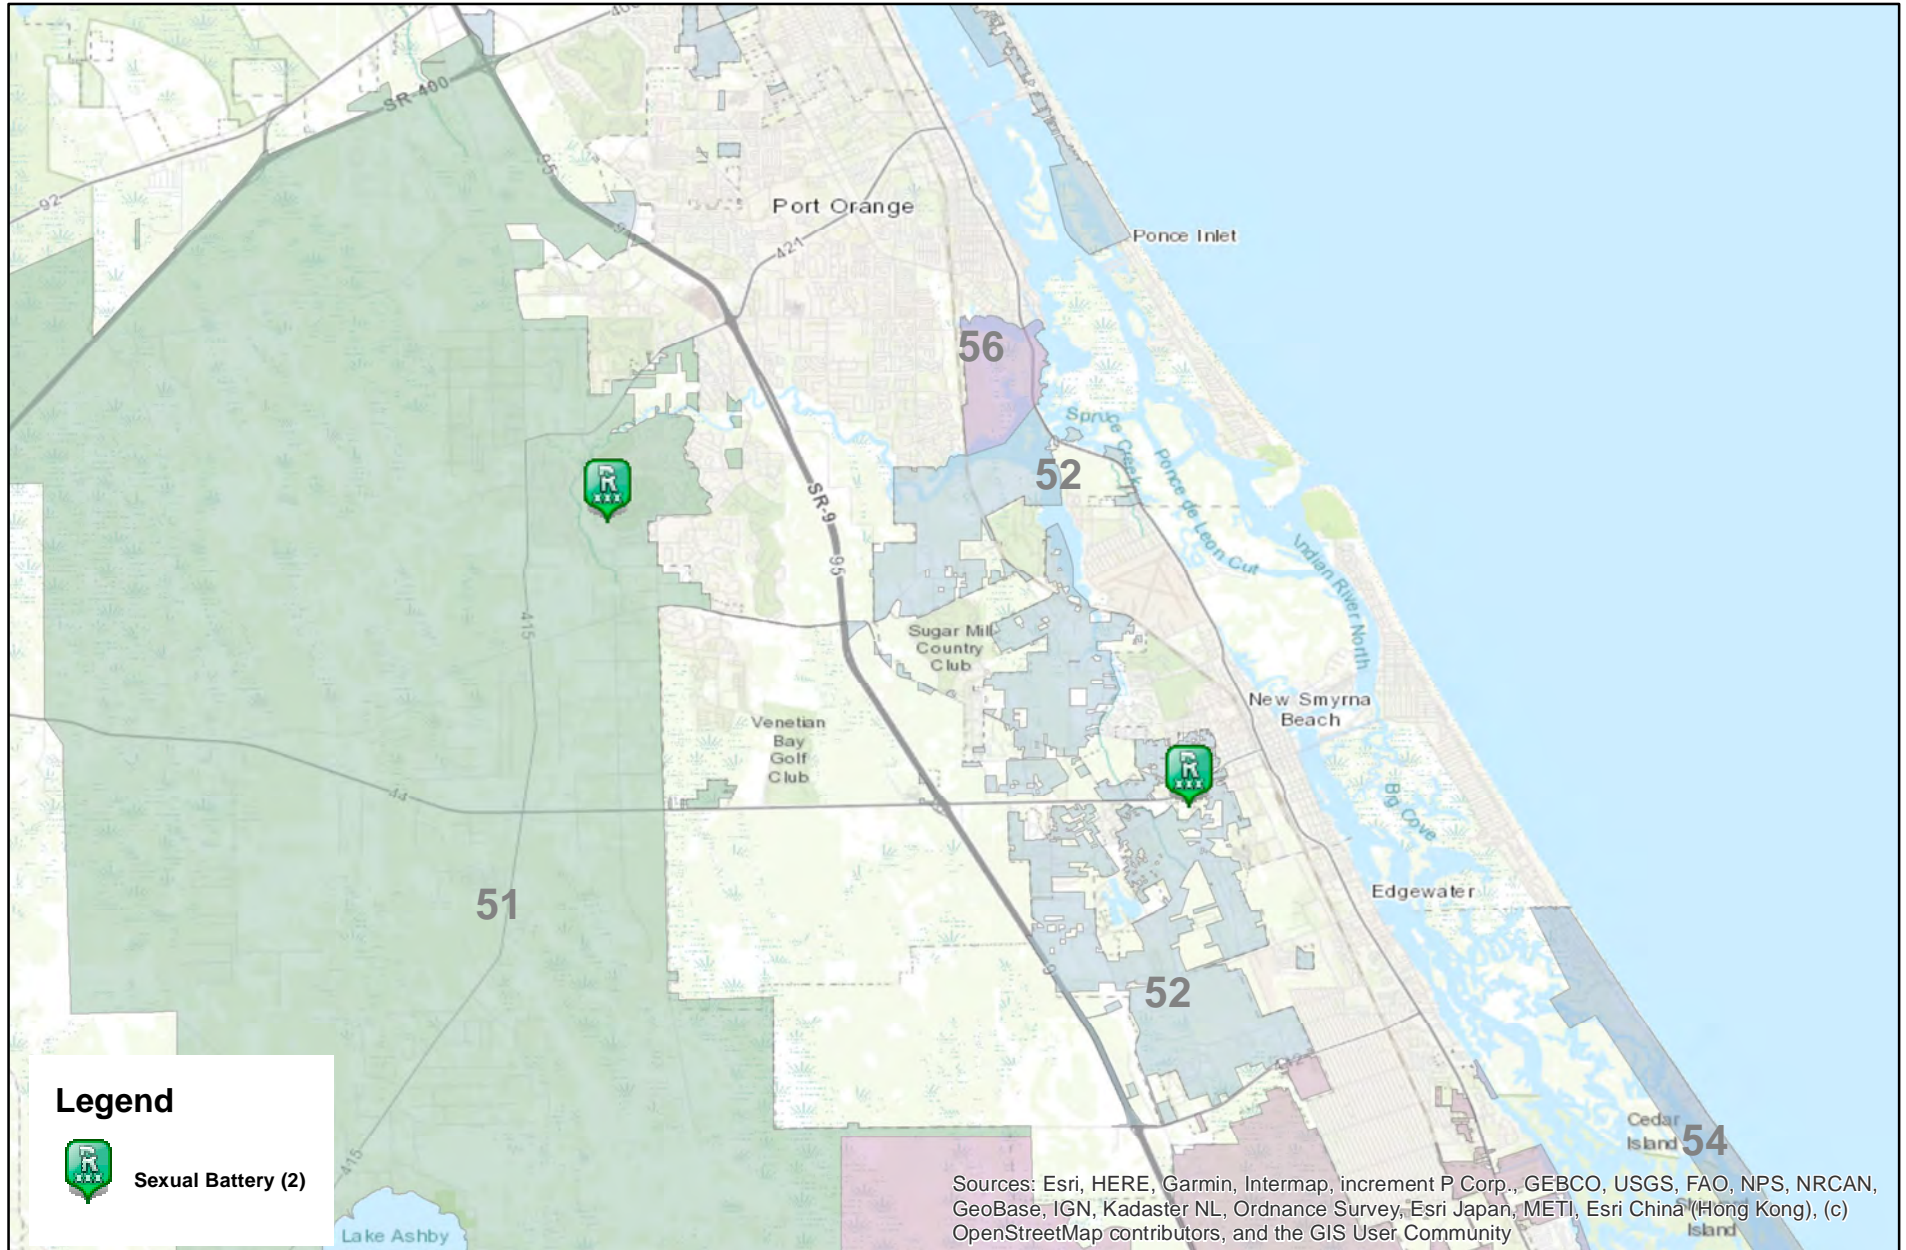 400
SR-400
95
92
Port Orange
421
Ponce Inlet
56
Spruce Creek
52
Ponce de Leon Cut
SR-9
95
Indian River North
415
Sugar Mill
Country
Club
New Smyrna
Beach
Venetian
Bay
Golf
Club
44
Big Cove
Edgewater
51
9
52
Legend
R
XXX
Sexual Battery (2)
415
Lake Ashby
Cedar
Island
54
Island
Sources: Esri, HERE, Garmin, Intermap, increment P Corp., GEBCO, USGS, FAO, NPS, NRCAN,
GeoBase, IGN, Kadaster NL, Ordnance Survey, Esri Japan, METI, Esri China (Hong Kong), (c)
OpenStreetMap contributors, and the GIS User Community